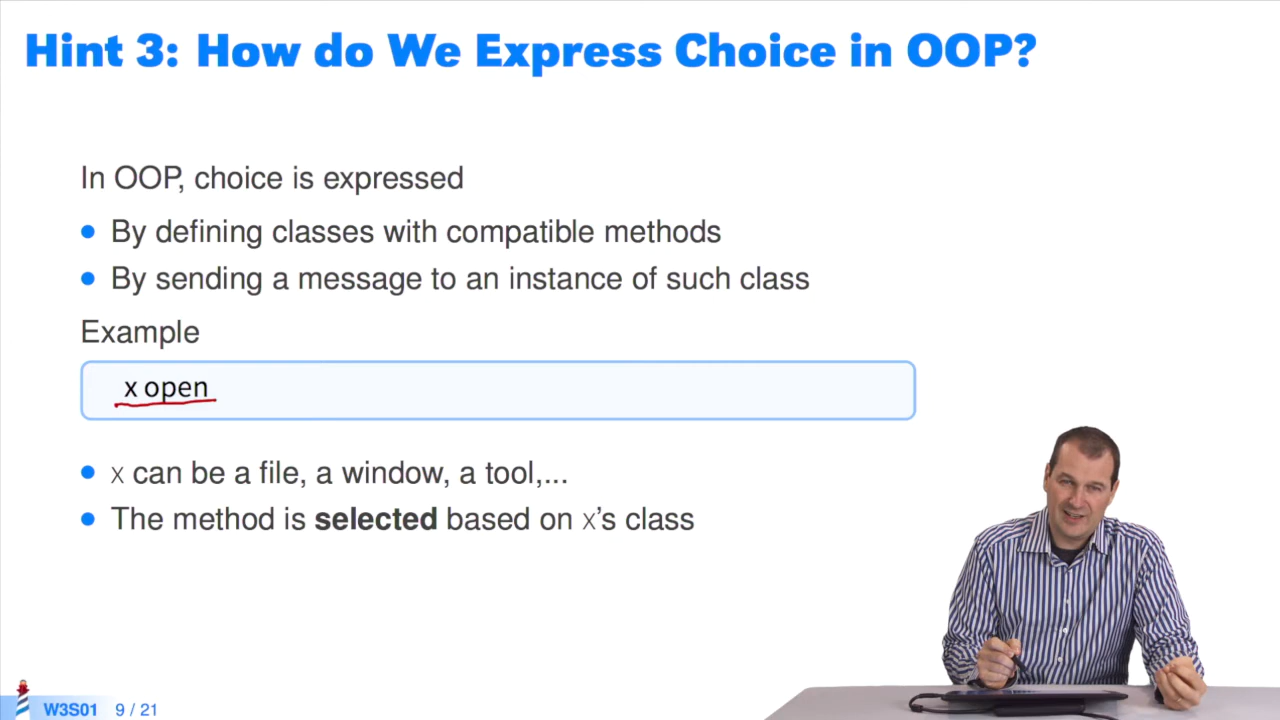 Hint 3: How do We Express Choice in OOP?
In OOP, choice is expressed
By defining classes with compatible methods
By sending a message to an instance of such class
Example
x open
x can be a file, a window, a tool,...
The method is selected based on x's class
W3S01 9 / 21